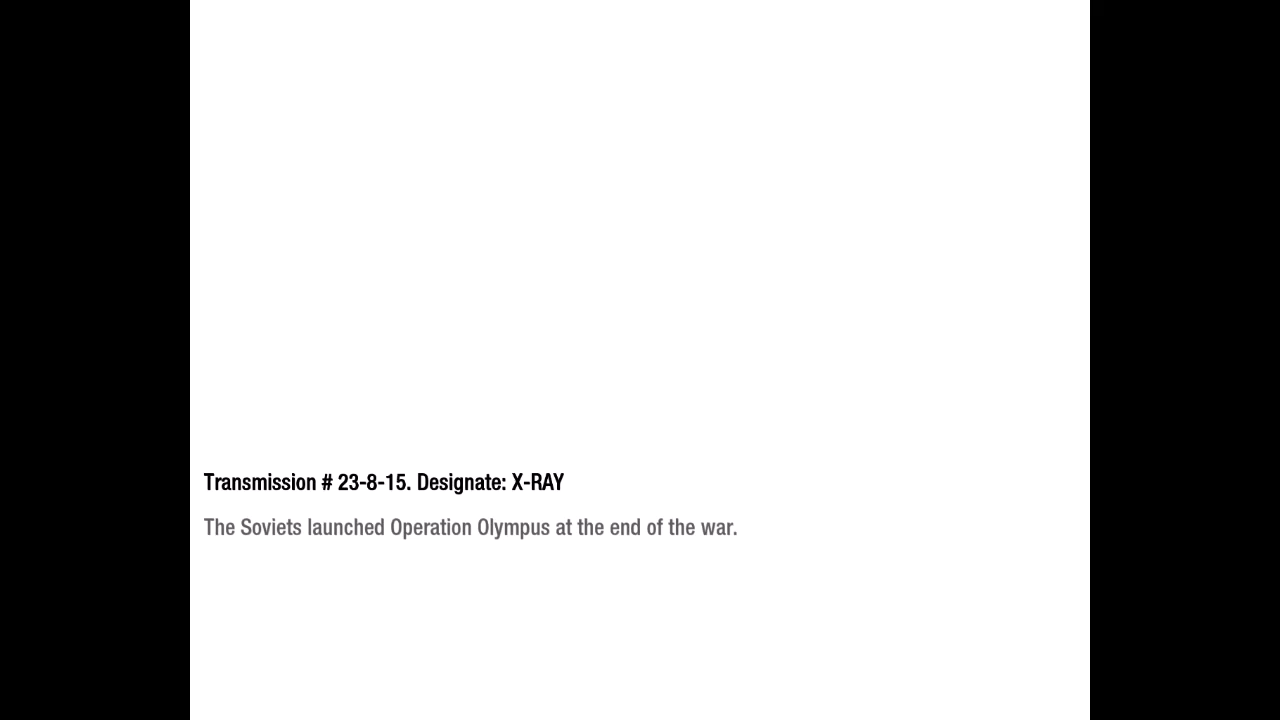 Transmission # 23-8-15. Designate: X-RAY
The Soviets launched Operation Olympus at the end of the war.